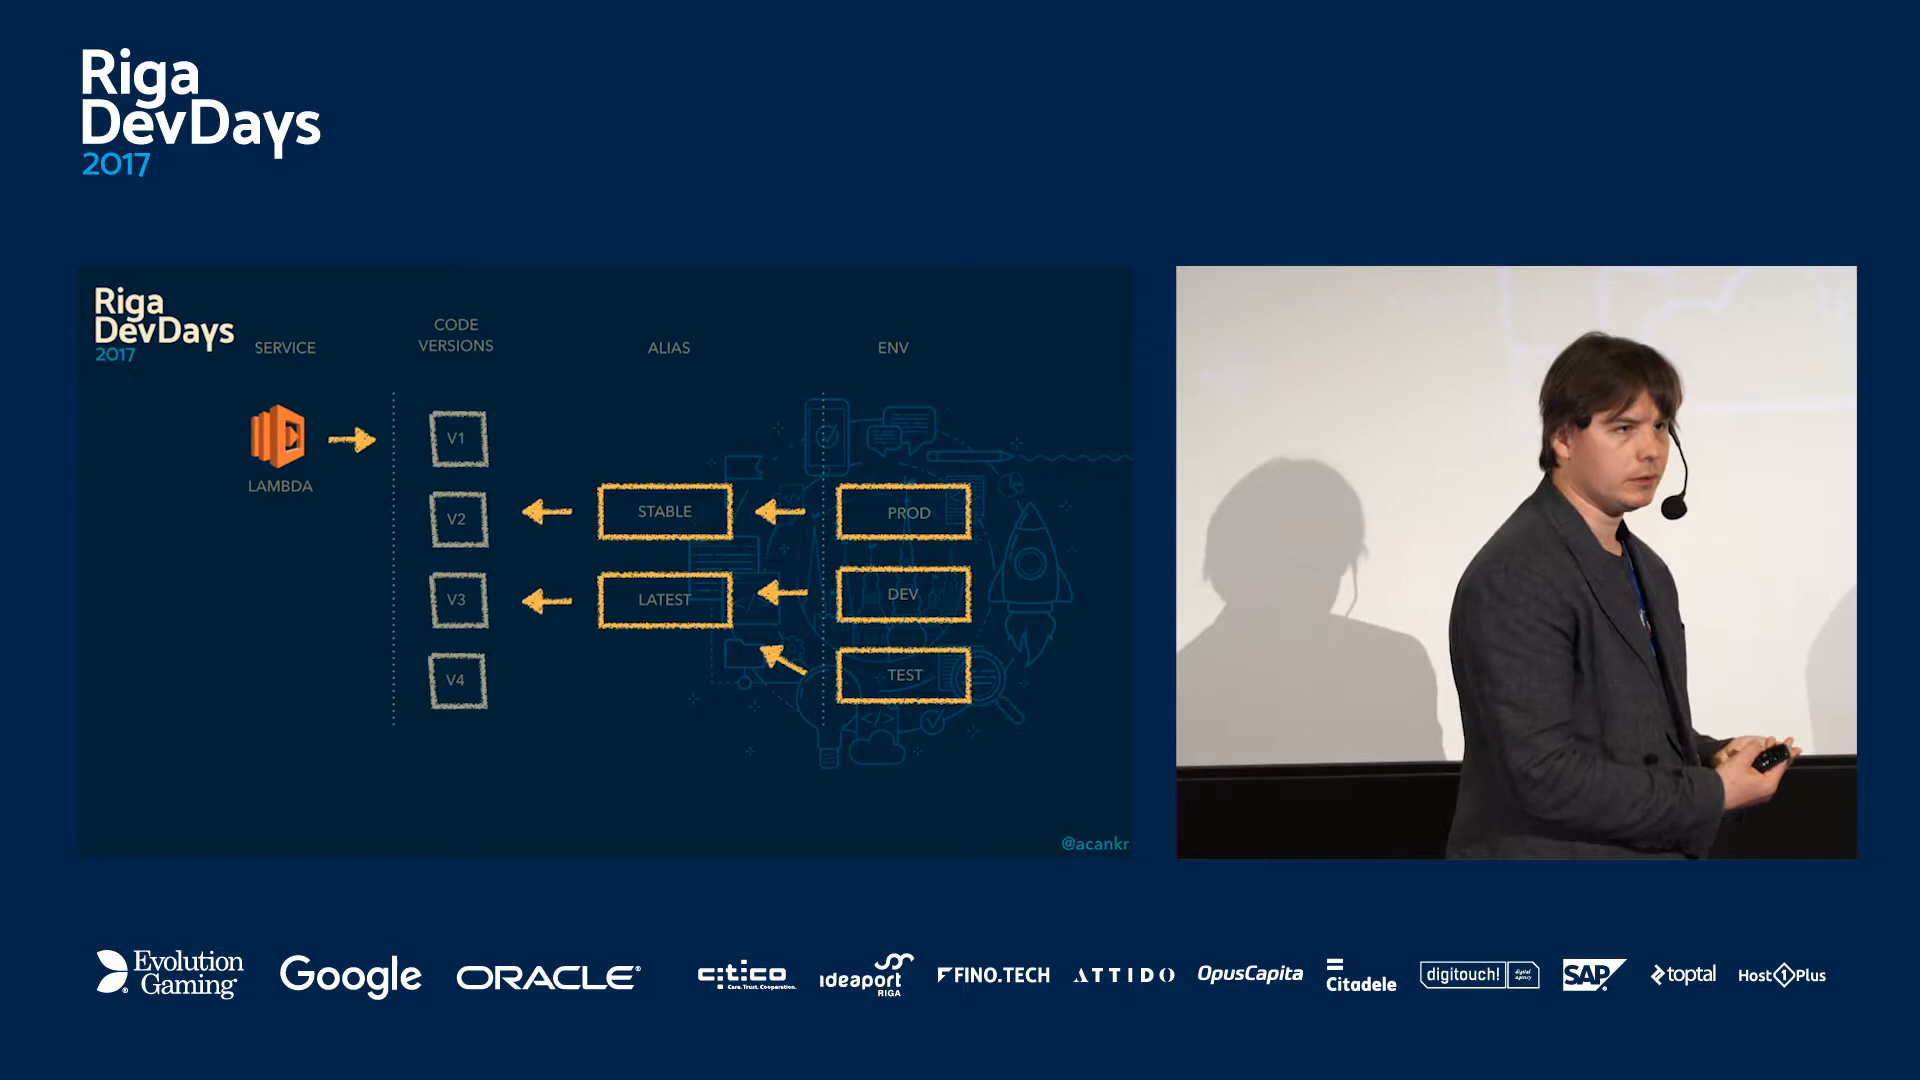 Riga
DevDays
2017
Riga
DevDays
2017
SERVICE
CODE
VERSIONS
ALIAS
ENV
LAMBDA
V1
V2
V3
V4
STABLE
LATEST
PROD
DEV
TEST
@acankr
Evolution
Gaming
Google
ORACLE
citico
Care. Trust. Cooperation.
ideaport
RIGA
FINO.TECH
ATTIDO
OpusCapita
Citadele
digitouch!
digital
agency
SAP
toptal
Host1Plus